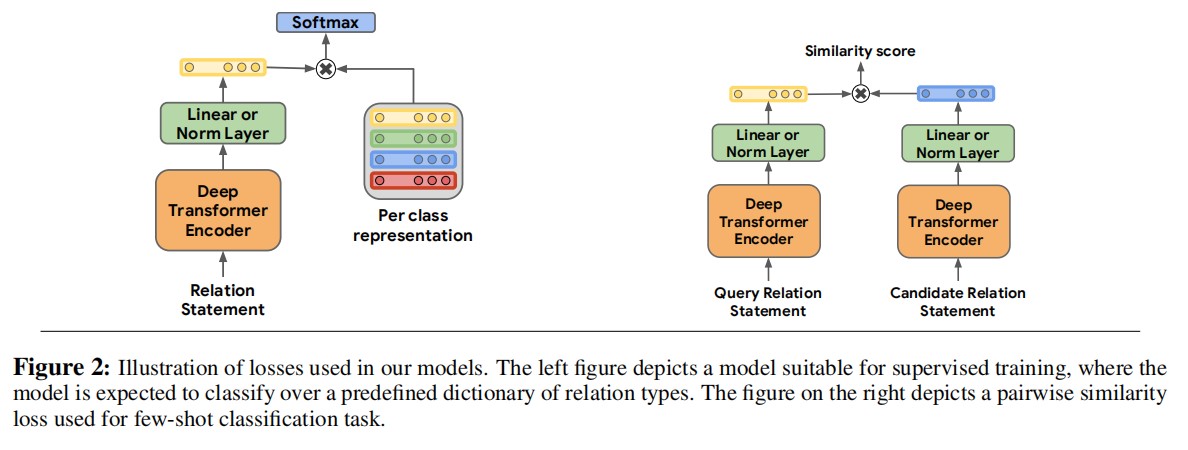 Softmax
Linear or
Norm Layer
Deep
Transformer
Encoder
Relation
Statement
Per class
representation
Similarity score
Linear or
Norm Layer
Deep
Transformer
Encoder
Query Relation
Statement
Linear or
Norm Layer
Deep
Transformer
Encoder
Candidate Relation
Statement
Figure 2: Illustration of losses used in our models. The left figure depicts a model suitable for supervised training, where the
model is expected to classify over a predefined dictionary of relation types. The figure on the right depicts a pairwise similarity
loss used for few-shot classification task.